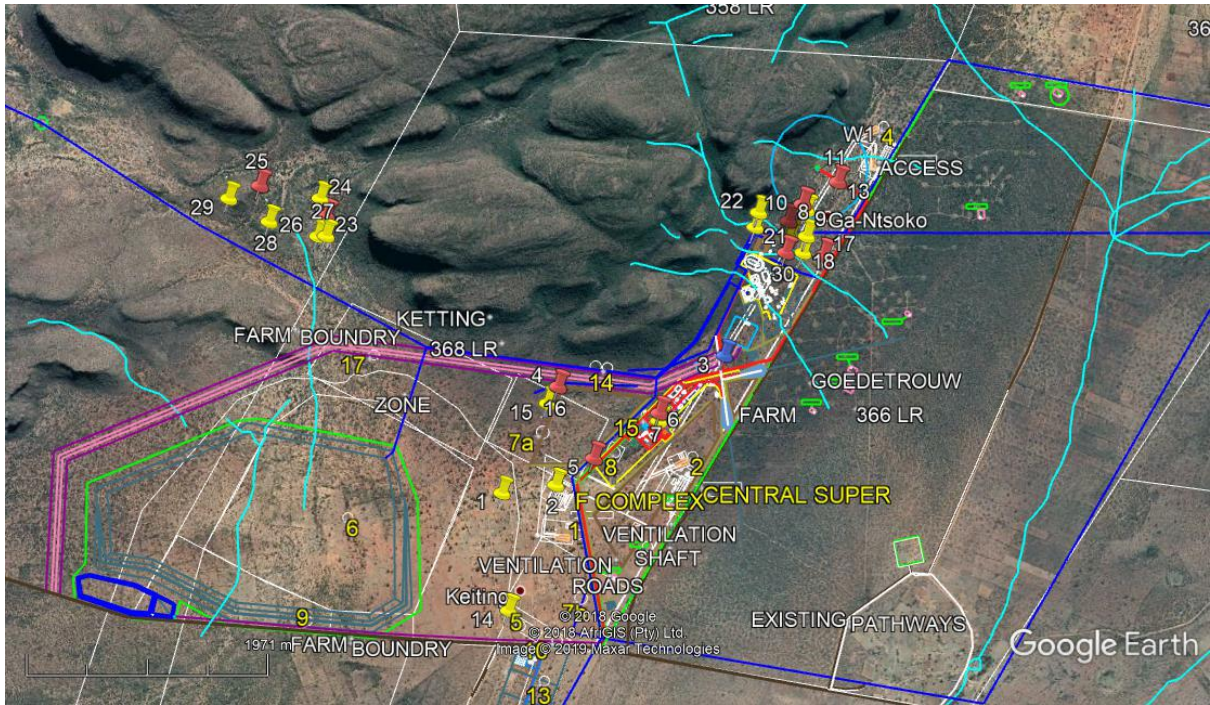 358 LR
36
25
24
29
27
26
23
28
W1
4
11
ACCESS
13
22
10
8
9
Ga-Ntsoko
21
17
18
30
KETTING
FARM BOUNDRY
368 LR
17
4
14
3
ZONE
GOEDETROUW
15
16
FARM
366 LR
15
6
7
7a
5
8
2
1
2
F COMPLEX
CENTRAL SUPER
6
1
VENTILATION
SHAFT
VENTILATION
ROADS
Keiting
14
5
7b
9
EXISTING PATHWAYS
© 2018 Google
© 2018 AfriGIS (Pty) Ltd
Image © 2019 Maxar Technologies
Google Earth
1971 m
FARM BOUNDRY
13